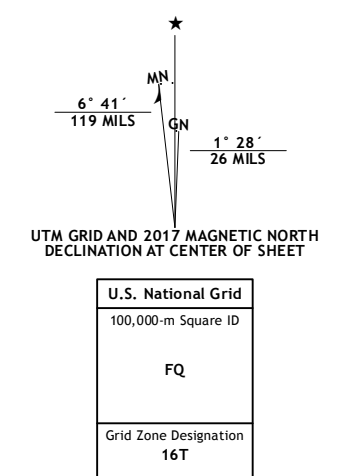 ★
MN
6° 41´
119 MILS
GN
1° 28´
26 MILS
UTM GRID AND 2017 MAGNETIC NORTH
DECLINATION AT CENTER OF SHEET
U.S. National Grid
100,000-m Square ID
FQ
Grid Zone Designation
16T